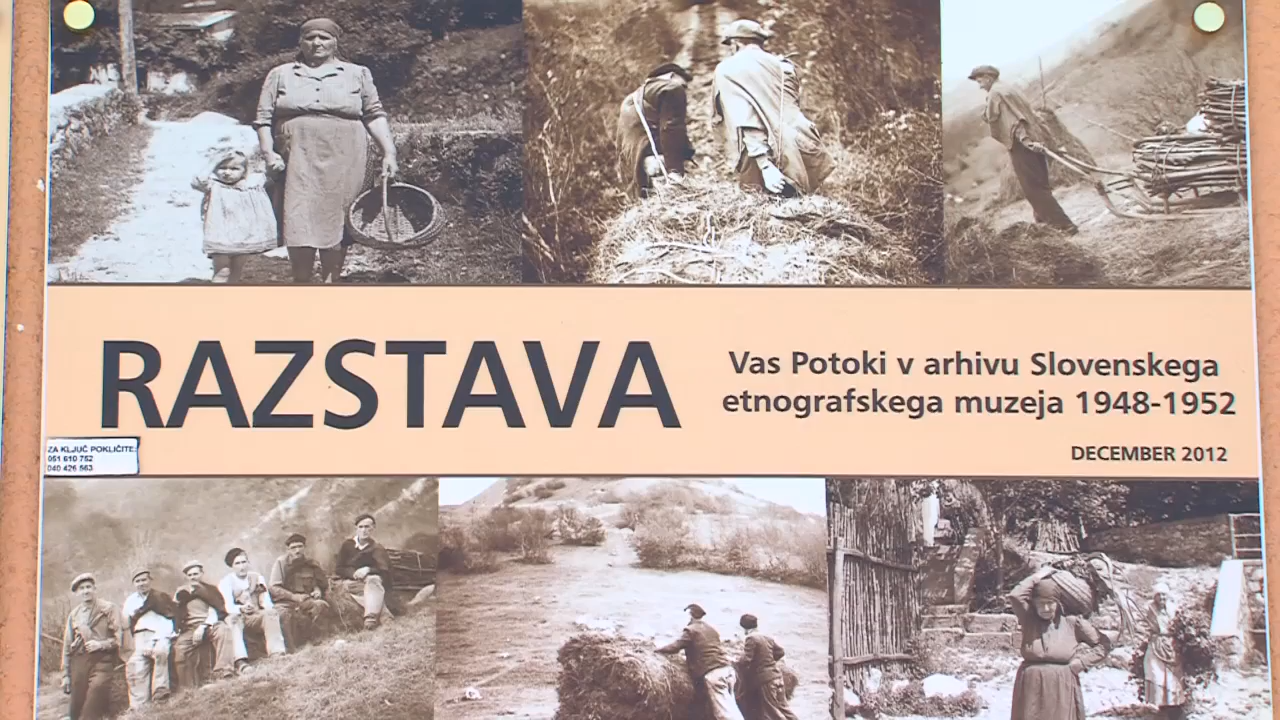 RAZSTAVA
Vas Potoki v arhivu Slovenskega
etnografskega muzeja 1948-1952
DECEMBER 2012
ZA KLJUČ POKLIČITE:
051 610 752
040 426 563